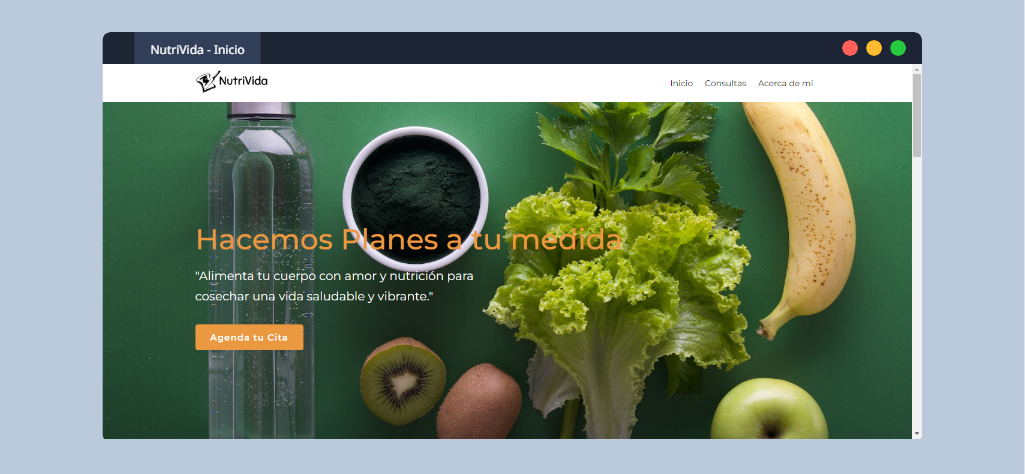 NutriVida - Inicio
NutriVida
Inicio Consultas Acerca de mi
Hacemos Planes a tu medida
"Alimenta tu cuerpo con amor y nutrición para
cosechar una vida saludable y vibrante."
Agenda tu Cita